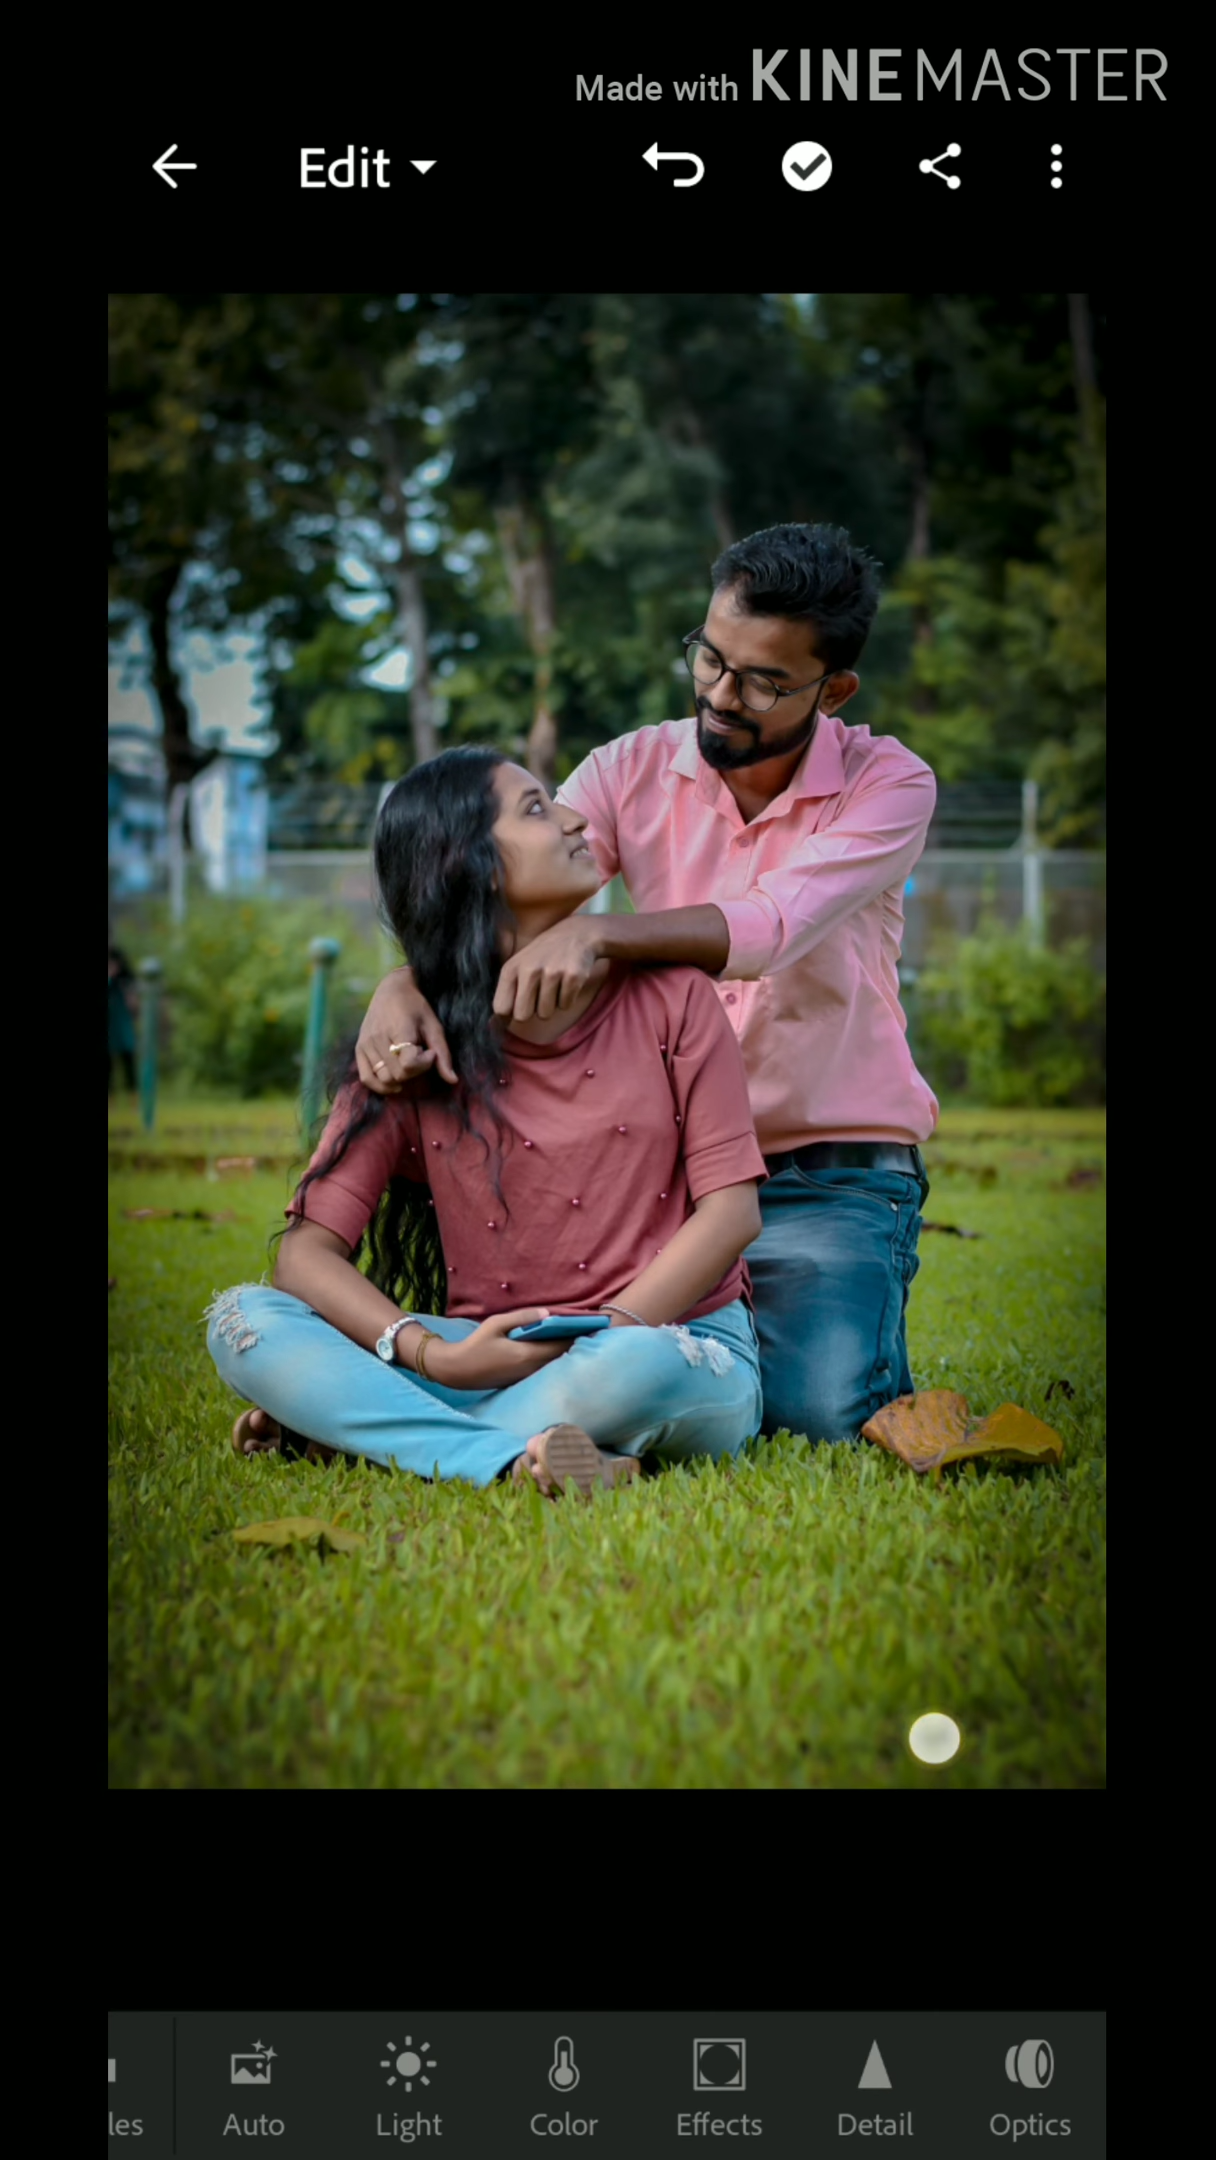 Made with KINEMASTER
Edit
les
Auto
Light
Color
Effects
Detail
Optics